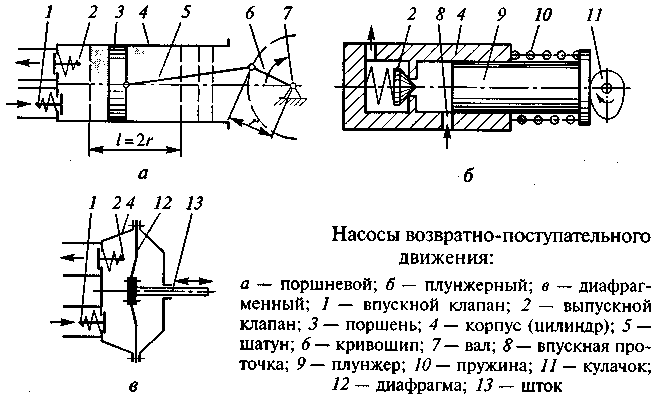 1 2 3 4 5 6 7
l=2r
r
а
2 4 8 9 10 11
б
1 2 4 12 13
в
Насосы возвратно-поступательного
движения:
а — поршневой; б — плунжерный; в — диафраг-
менный; 1 — впускной клапан; 2 — выпускной
клапан; 3 — поршень; 4 — корпус (цилиндр); 5 —
шатун; 6 — кривошип; 7 — вал; 8 — впускная про-
точка; 9 — плунжер; 10 — пружина; 11 — кулачок;
12 — диафрагма; 13 — шток